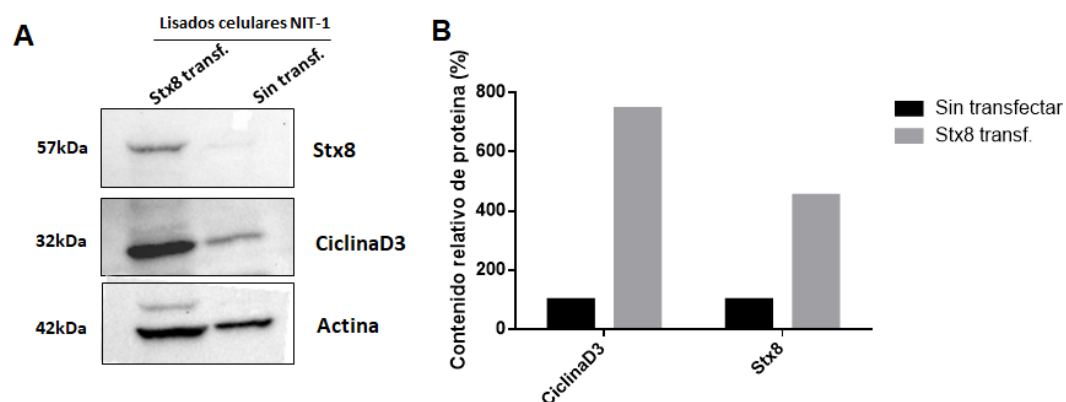 A
Lisados celulares NIT-1
Stx8 transf.
Sin transf.
57kDa
Stx8
32kDa
CiclinaD3
42kDa
Actina
B
Contenido relativo de proteina (%)
800
600
400
200
0
CiclinaD3
Stx8
Sin transfectar
Stx8 transf.